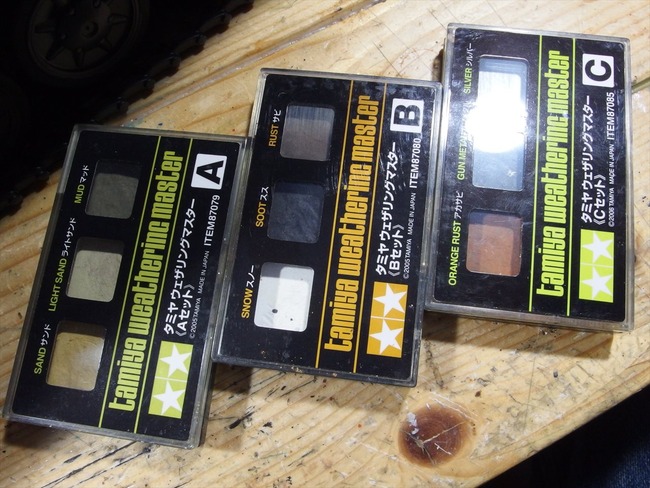 SAND サンド
LIGHT SAND ライトサンド
MUD マッド
tamiya weathering master
タミヤ ウェザリングマスター
《Aセット》 ITEM87079
©2005 TAMIYA MADE IN JAPAN
A
SNOW スノー
SOOT スス
RUST サビ
tamiya weathering master
タミヤ ウェザリングマスター
《Bセット》 ITEM87080
©2005 TAMIYA MADE IN JAPAN
B
ORANGE RUST アカサビ
GUN METAL
SILVER シルバー
tamiya weathering master
タミヤ ウェザリングマスター
《Cセット》 ITEM87085
©2006 TAMIYA MADE IN JAPAN
C